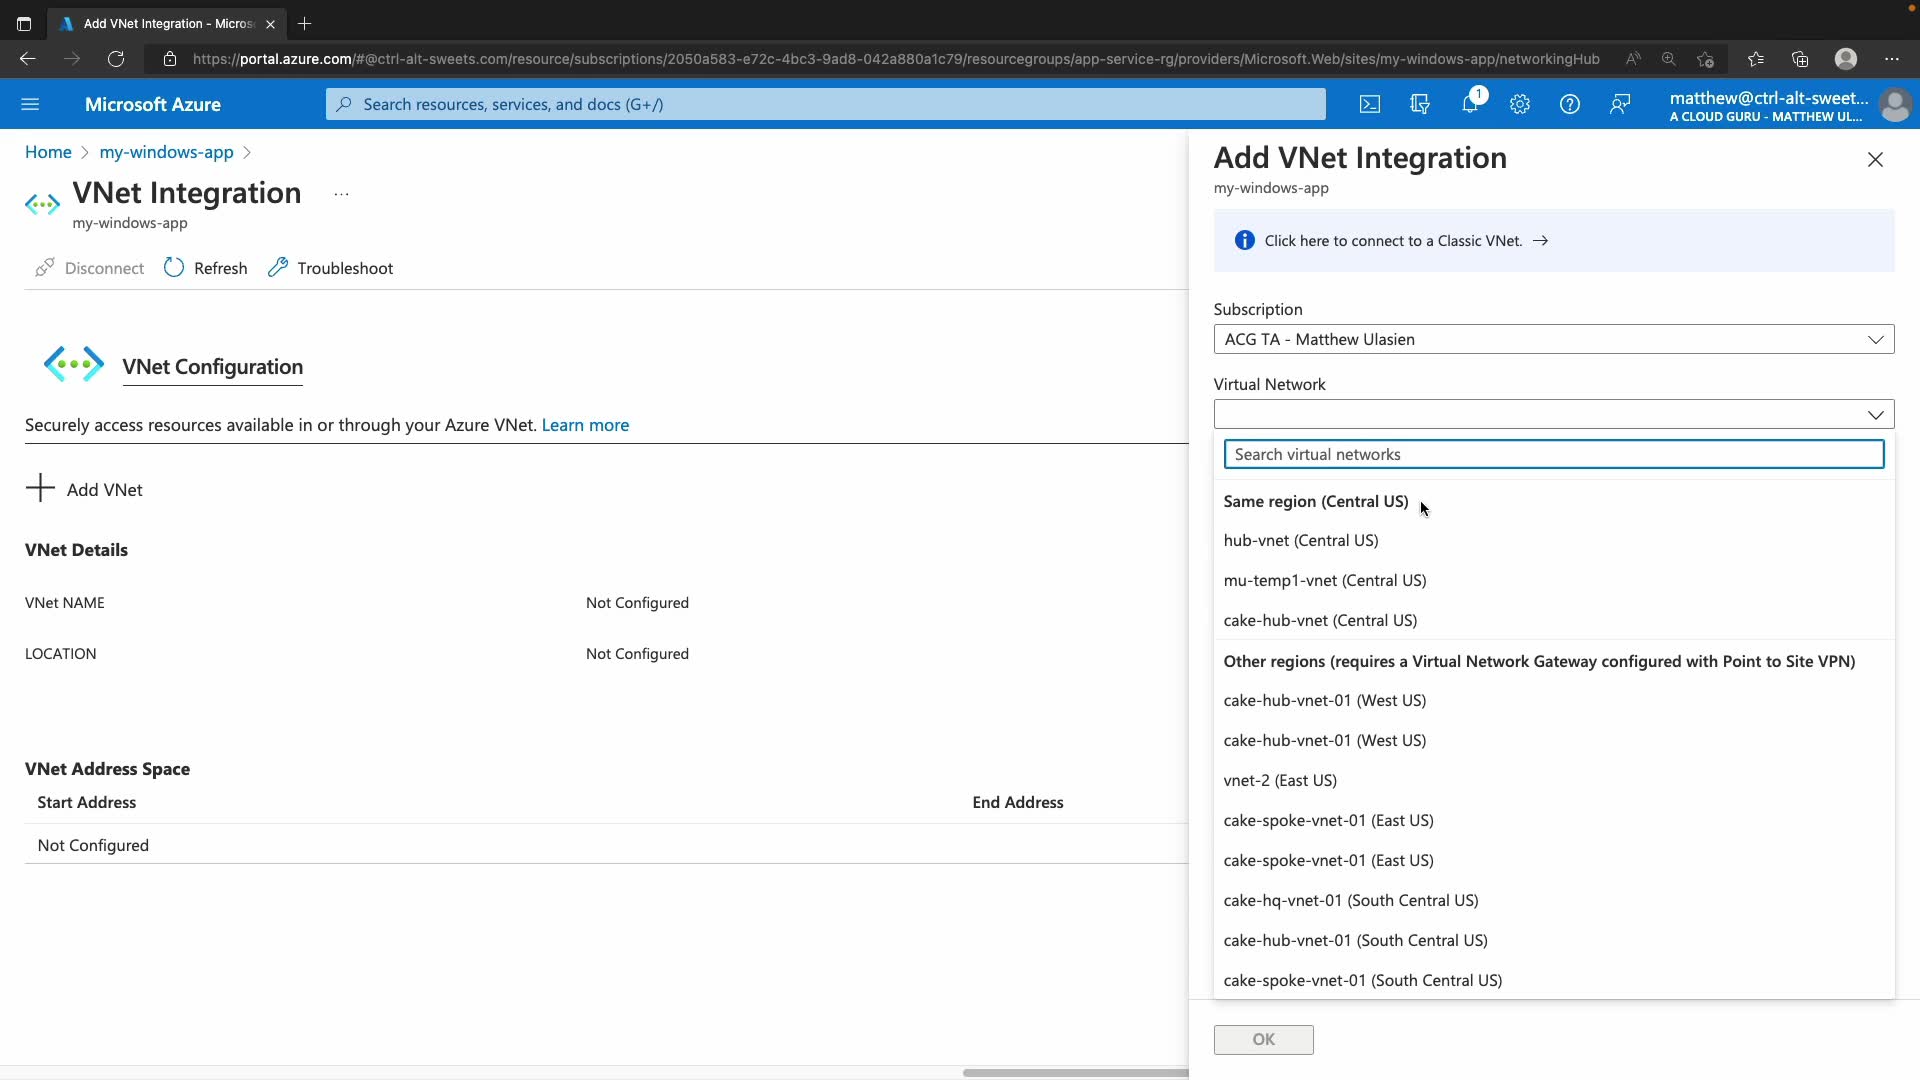 Add VNet Integration - Micros
https://portal.azure.com/#@ctrl-alt-sweets.com/resource/subscriptions/2050a583-e72c-4bc3-9ad8-042a880a1c79/resourcegroups/app-service-rg/providers/Microsoft.Web/sites/my-windows-app/networkingHub
Microsoft Azure
Search resources, services, and docs (G+/)
1
matthew@ctrl-alt-sweet...
A CLOUD GURU - MATTHEW UL...
Home > my-windows-app >
VNet Integration ...
my-windows-app
Disconnect Refresh Troubleshoot
VNet Configuration
Securely access resources available in or through your Azure VNet. Learn more
Add VNet
VNet Details
VNet NAME Not Configured
LOCATION Not Configured
VNet Address Space
Start Address End Address
Not Configured
Add VNet Integration
my-windows-app
Click here to connect to a Classic VNet. →
Subscription
ACG TA - Matthew Ulasien
Virtual Network
Search virtual networks
Same region (Central US)
hub-vnet (Central US)
mu-temp1-vnet (Central US)
cake-hub-vnet (Central US)
Other regions (requires a Virtual Network Gateway configured with Point to Site VPN)
cake-hub-vnet-01 (West US)
cake-hub-vnet-01 (West US)
vnet-2 (East US)
cake-spoke-vnet-01 (East US)
cake-spoke-vnet-01 (East US)
cake-hq-vnet-01 (South Central US)
cake-hub-vnet-01 (South Central US)
cake-spoke-vnet-01 (South Central US)
OK